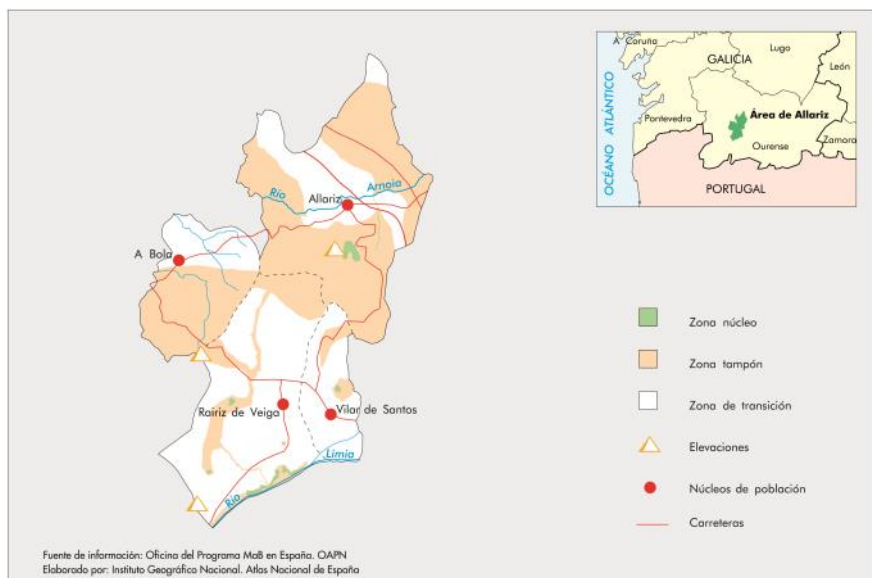 A Coruña
Lugo
GALICIA
León
OCÉANO ATLÁNTICO
Pontevedra
Área de Allariz
Zamora
Ourense
PORTUGAL
Río
Arnoia
Allariz
A Bola
Rairiz de Veiga
Vilar de Santos
Río
Limia
Zona núcleo
Zona tampón
Zona de transición
Elevaciones
Núcleos de población
Carreteras
Fuente de información: Oficina del Programa MaB en España. OAPN
Elaborado por: Instituto Geográfico Nacional. Atlas Nacional de España